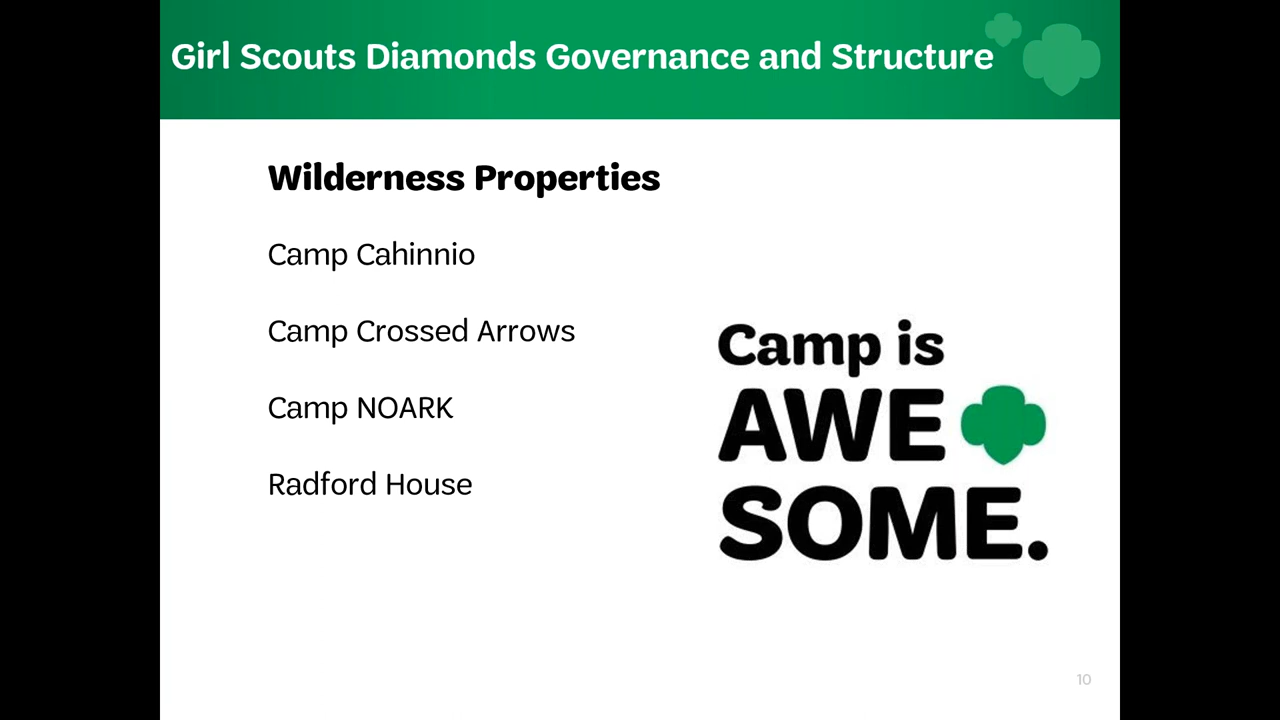 Girl Scouts Diamonds Governance and Structure
Wilderness Properties
Camp Cahinnio
Camp Crossed Arrows
Camp NOARK
Radford House
Camp is
AWE
SOME.
10